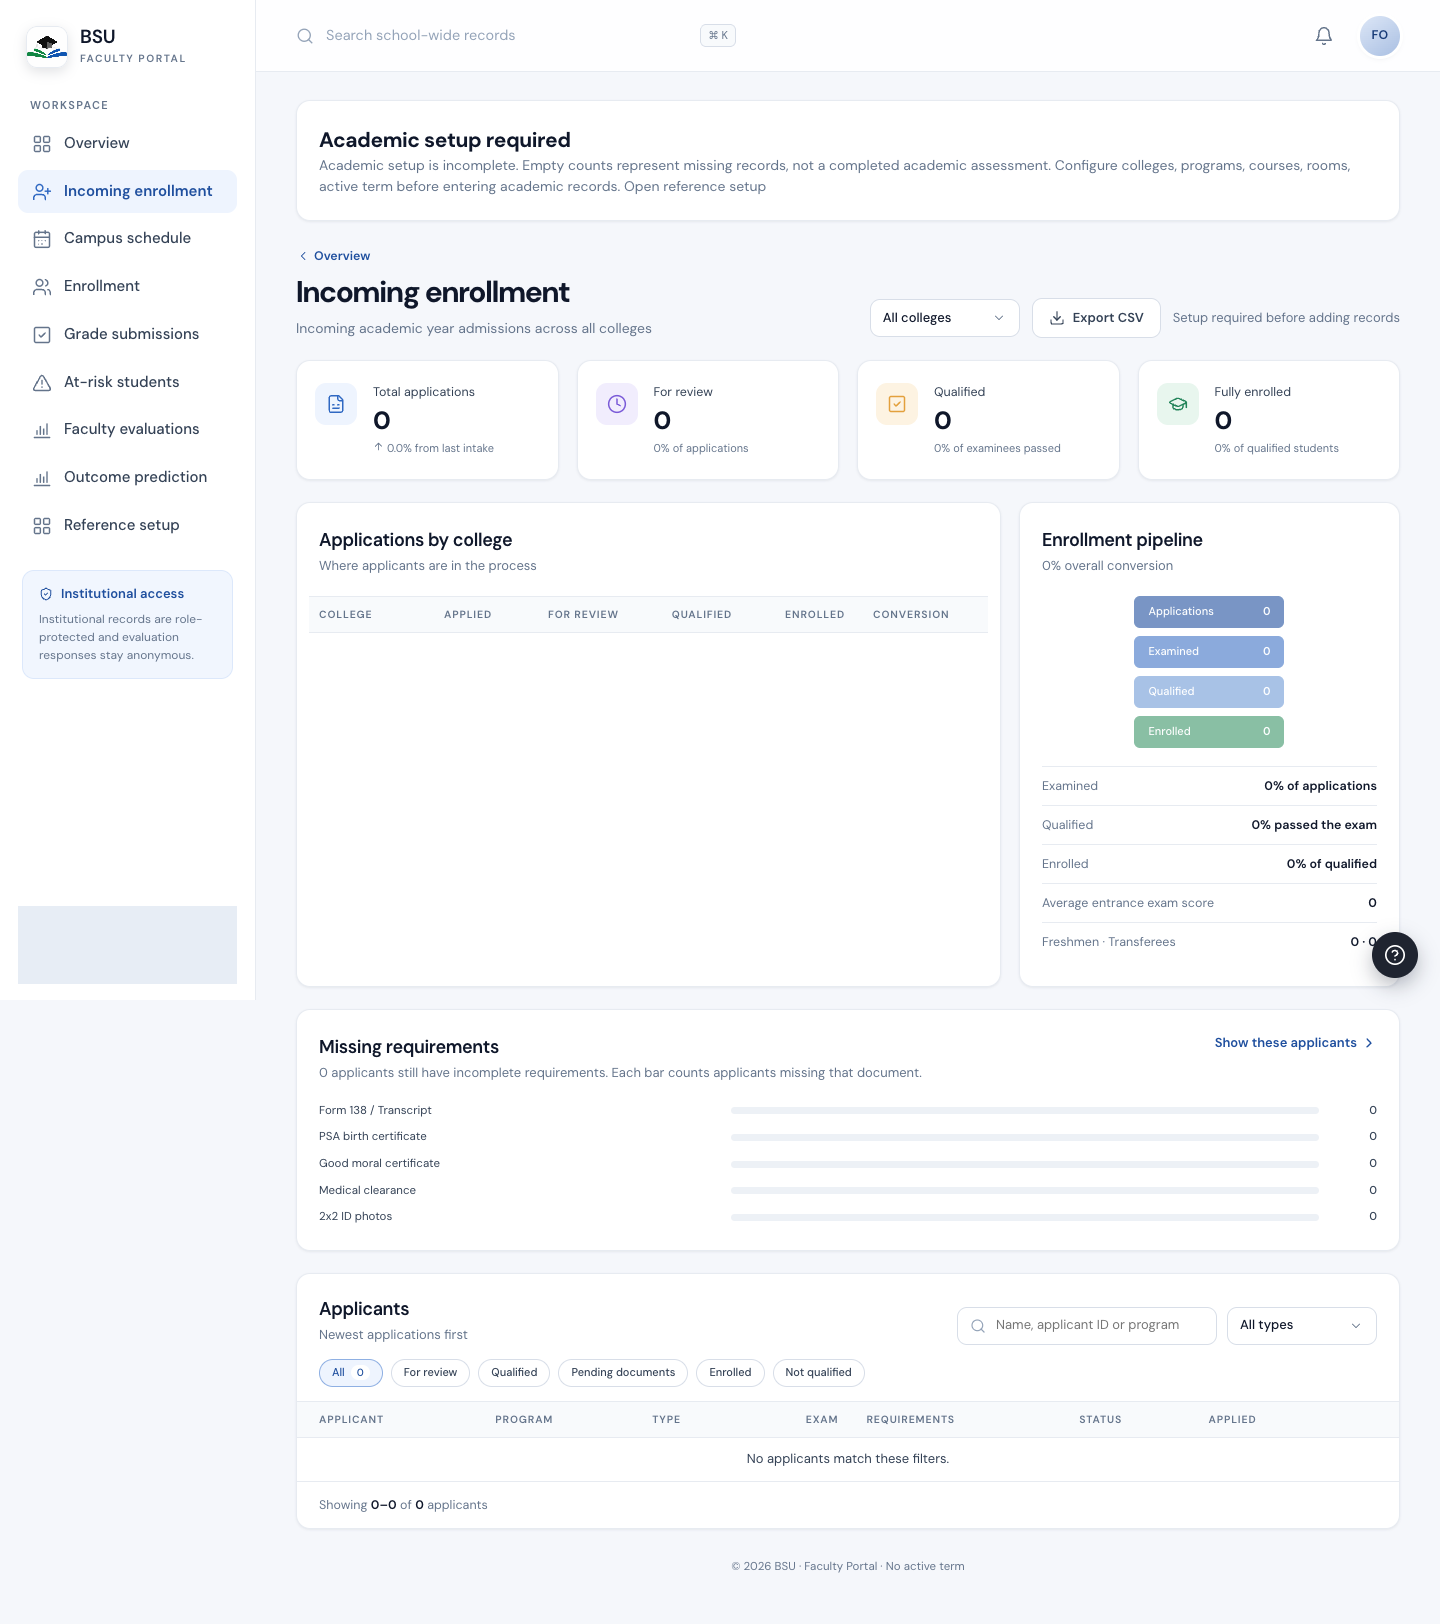 BSU
FACULTY PORTAL
WORKSPACE
Overview
Incoming enrollment
Campus schedule
Enrollment
Grade submissions
At-risk students
Faculty evaluations
Outcome prediction
Reference setup
Institutional access
Institutional records are role-
protected and evaluation
responses stay anonymous.
Search school-wide records
⌘ K
FO
Academic setup required
Academic setup is incomplete. Empty counts represent missing records, not a completed academic assessment. Configure colleges, programs, courses, rooms,
active term before entering academic records. Open reference setup
Overview
Incoming enrollment
Incoming academic year admissions across all colleges
All colleges
Export CSV
Setup required before adding records
Total applications
0
↑ 0.0% from last intake
For review
0
0% of applications
Qualified
0
0% of examinees passed
Fully enrolled
0
0% of qualified students
Applications by college
Where applicants are in the process
COLLEGE APPLIED FOR REVIEW QUALIFIED ENROLLED CONVERSION
Enrollment pipeline
0% overall conversion
Applications 0
Examined 0
Qualified 0
Enrolled 0
Examined 0% of applications
Qualified 0% passed the exam
Enrolled 0% of qualified
Average entrance exam score 0
Freshmen · Transferees 0 · 0
Missing requirements
Show these applicants
0 applicants still have incomplete requirements. Each bar counts applicants missing that document.
Form 138 / Transcript 0
PSA birth certificate 0
Good moral certificate 0
Medical clearance 0
2x2 ID photos 0
Applicants
Newest applications first
Name, applicant ID or program
All types
All 0 For review Qualified Pending documents Enrolled Not qualified
APPLICANT PROGRAM TYPE EXAM REQUIREMENTS STATUS APPLIED
No applicants match these filters.
Showing 0–0 of 0 applicants
© 2026 BSU · Faculty Portal · No active term